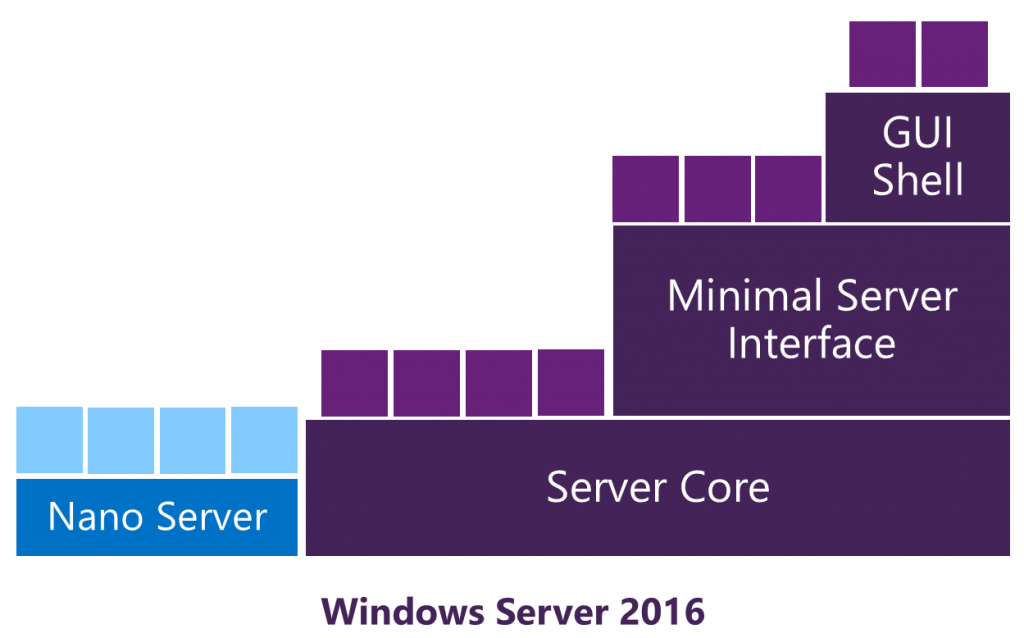 GUI
Shell
Minimal Server
Interface
Server Core
Nano Server
Windows Server 2016